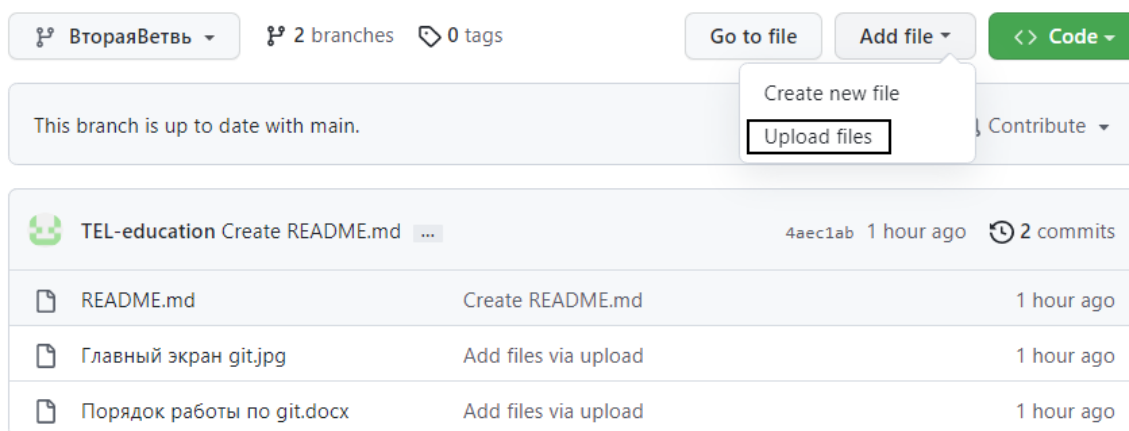 ВтораяВетвь 2 branches 0 tags Go to file Add file <> Code
Create new file
This branch is up to date with main. Contribute
Upload files
TEL-education Create README.md ... 4aec1ab 1 hour ago 2 commits
README.md Create README.md 1 hour ago
Главный экран git.jpg Add files via upload 1 hour ago
Порядок работы по git.docx Add files via upload 1 hour ago